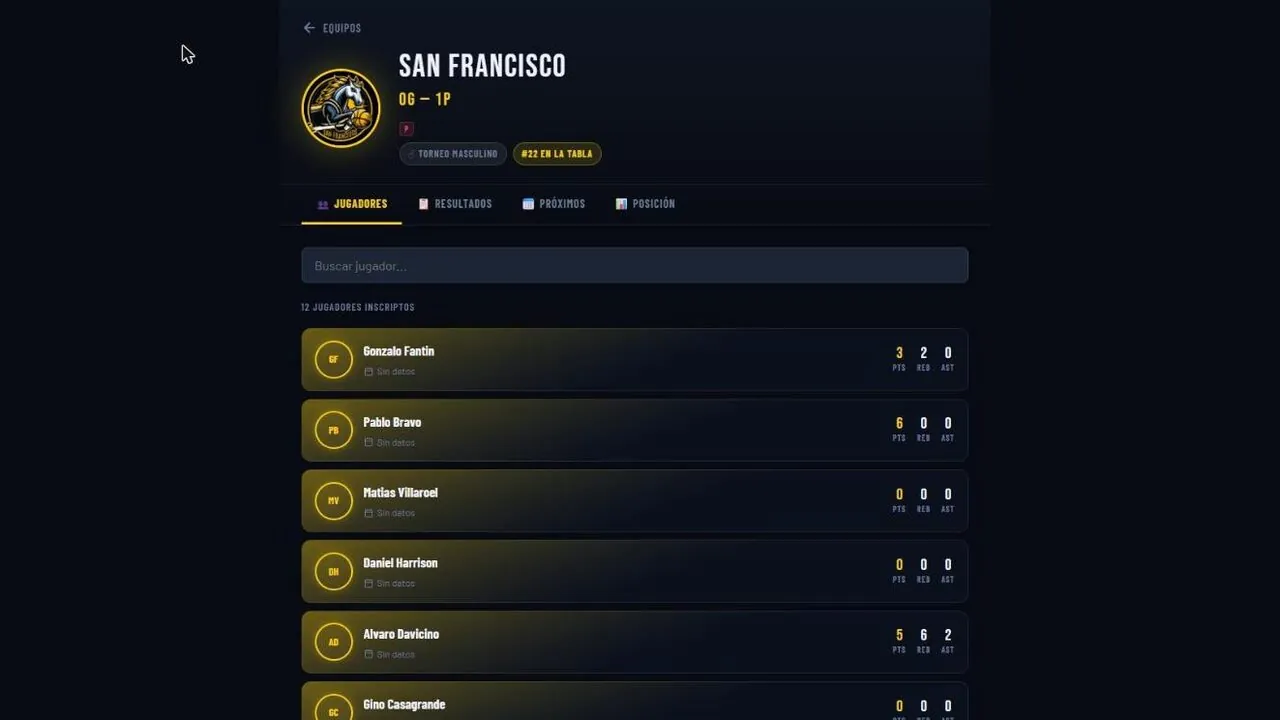 EQUIPOS
SAN FRANCISCO
0G — 1P
P
TORNEO MASCULINO
#22 EN LA TABLA
JUGADORES
RESULTADOS
PRÓXIMOS
POSICIÓN
Buscar jugador...
12 JUGADORES INSCRIPTOS
GF
Gonzalo Fantin
Sin datos
3 2 0
PTS REB AST
PB
Pablo Bravo
Sin datos
6 0 0
PTS REB AST
MV
Matias Villaroel
Sin datos
0 0 0
PTS REB AST
DH
Daniel Harrison
Sin datos
0 0 0
PTS REB AST
AD
Alvaro Davicino
Sin datos
5 6 2
PTS REB AST
GC
Gino Casagrande
0 0 0
PTS REB AST